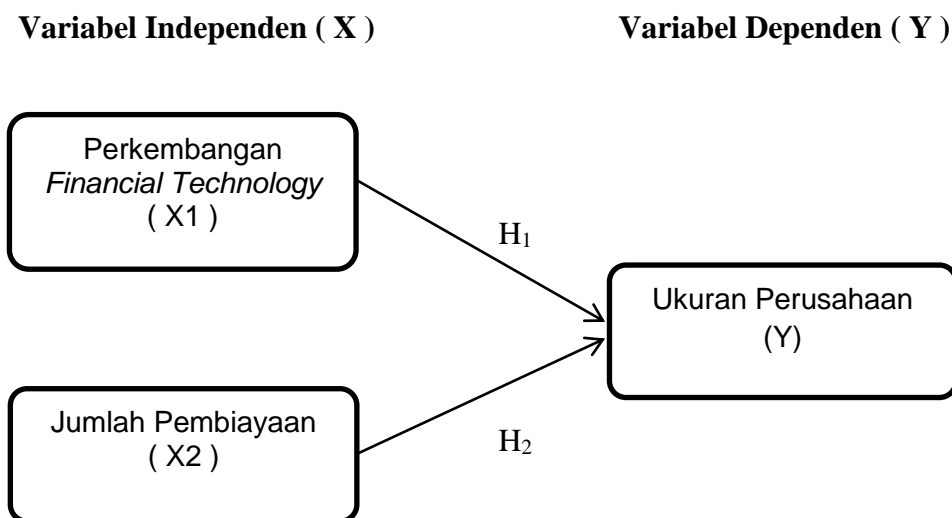 Variabel Independen ( X )
Variabel Dependen ( Y )
Perkembangan
Financial Technology
( X1 )
H₁
Ukuran Perusahaan
(Y)
Jumlah Pembiayaan
( X2 )
H₂